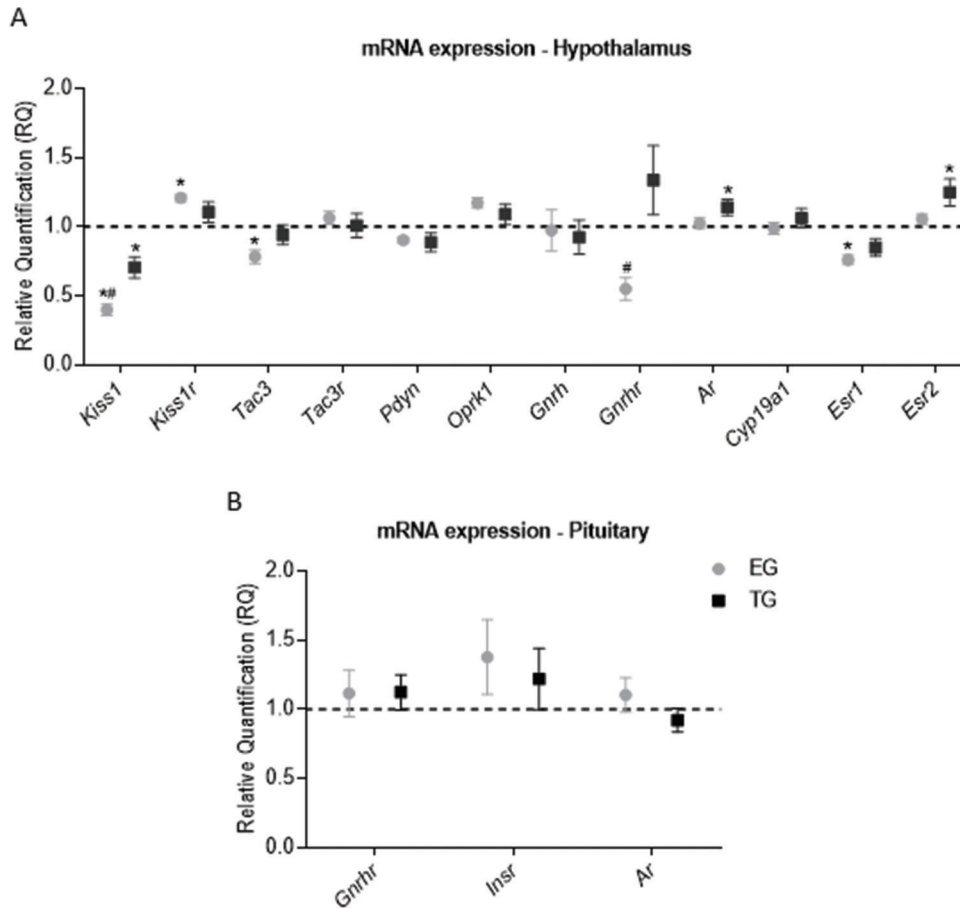 A
mRNA expression - Hypothalamus
Relative Quantification (RQ)
2.0
1.5
1.0
0.5
0.0
*#
*
*
*
#
*
*
*
Kiss1
Kiss1r
Tac3
Tac3r
Pdyn
Oprk1
Gnrh
Gnrhr
Ar
Cyp19a1
Esr1
Esr2
B
mRNA expression - Pituitary
Relative Quantification (RQ)
2.0
1.5
1.0
0.5
0.0
Gnrhr
Insr
Ar
EG
TG